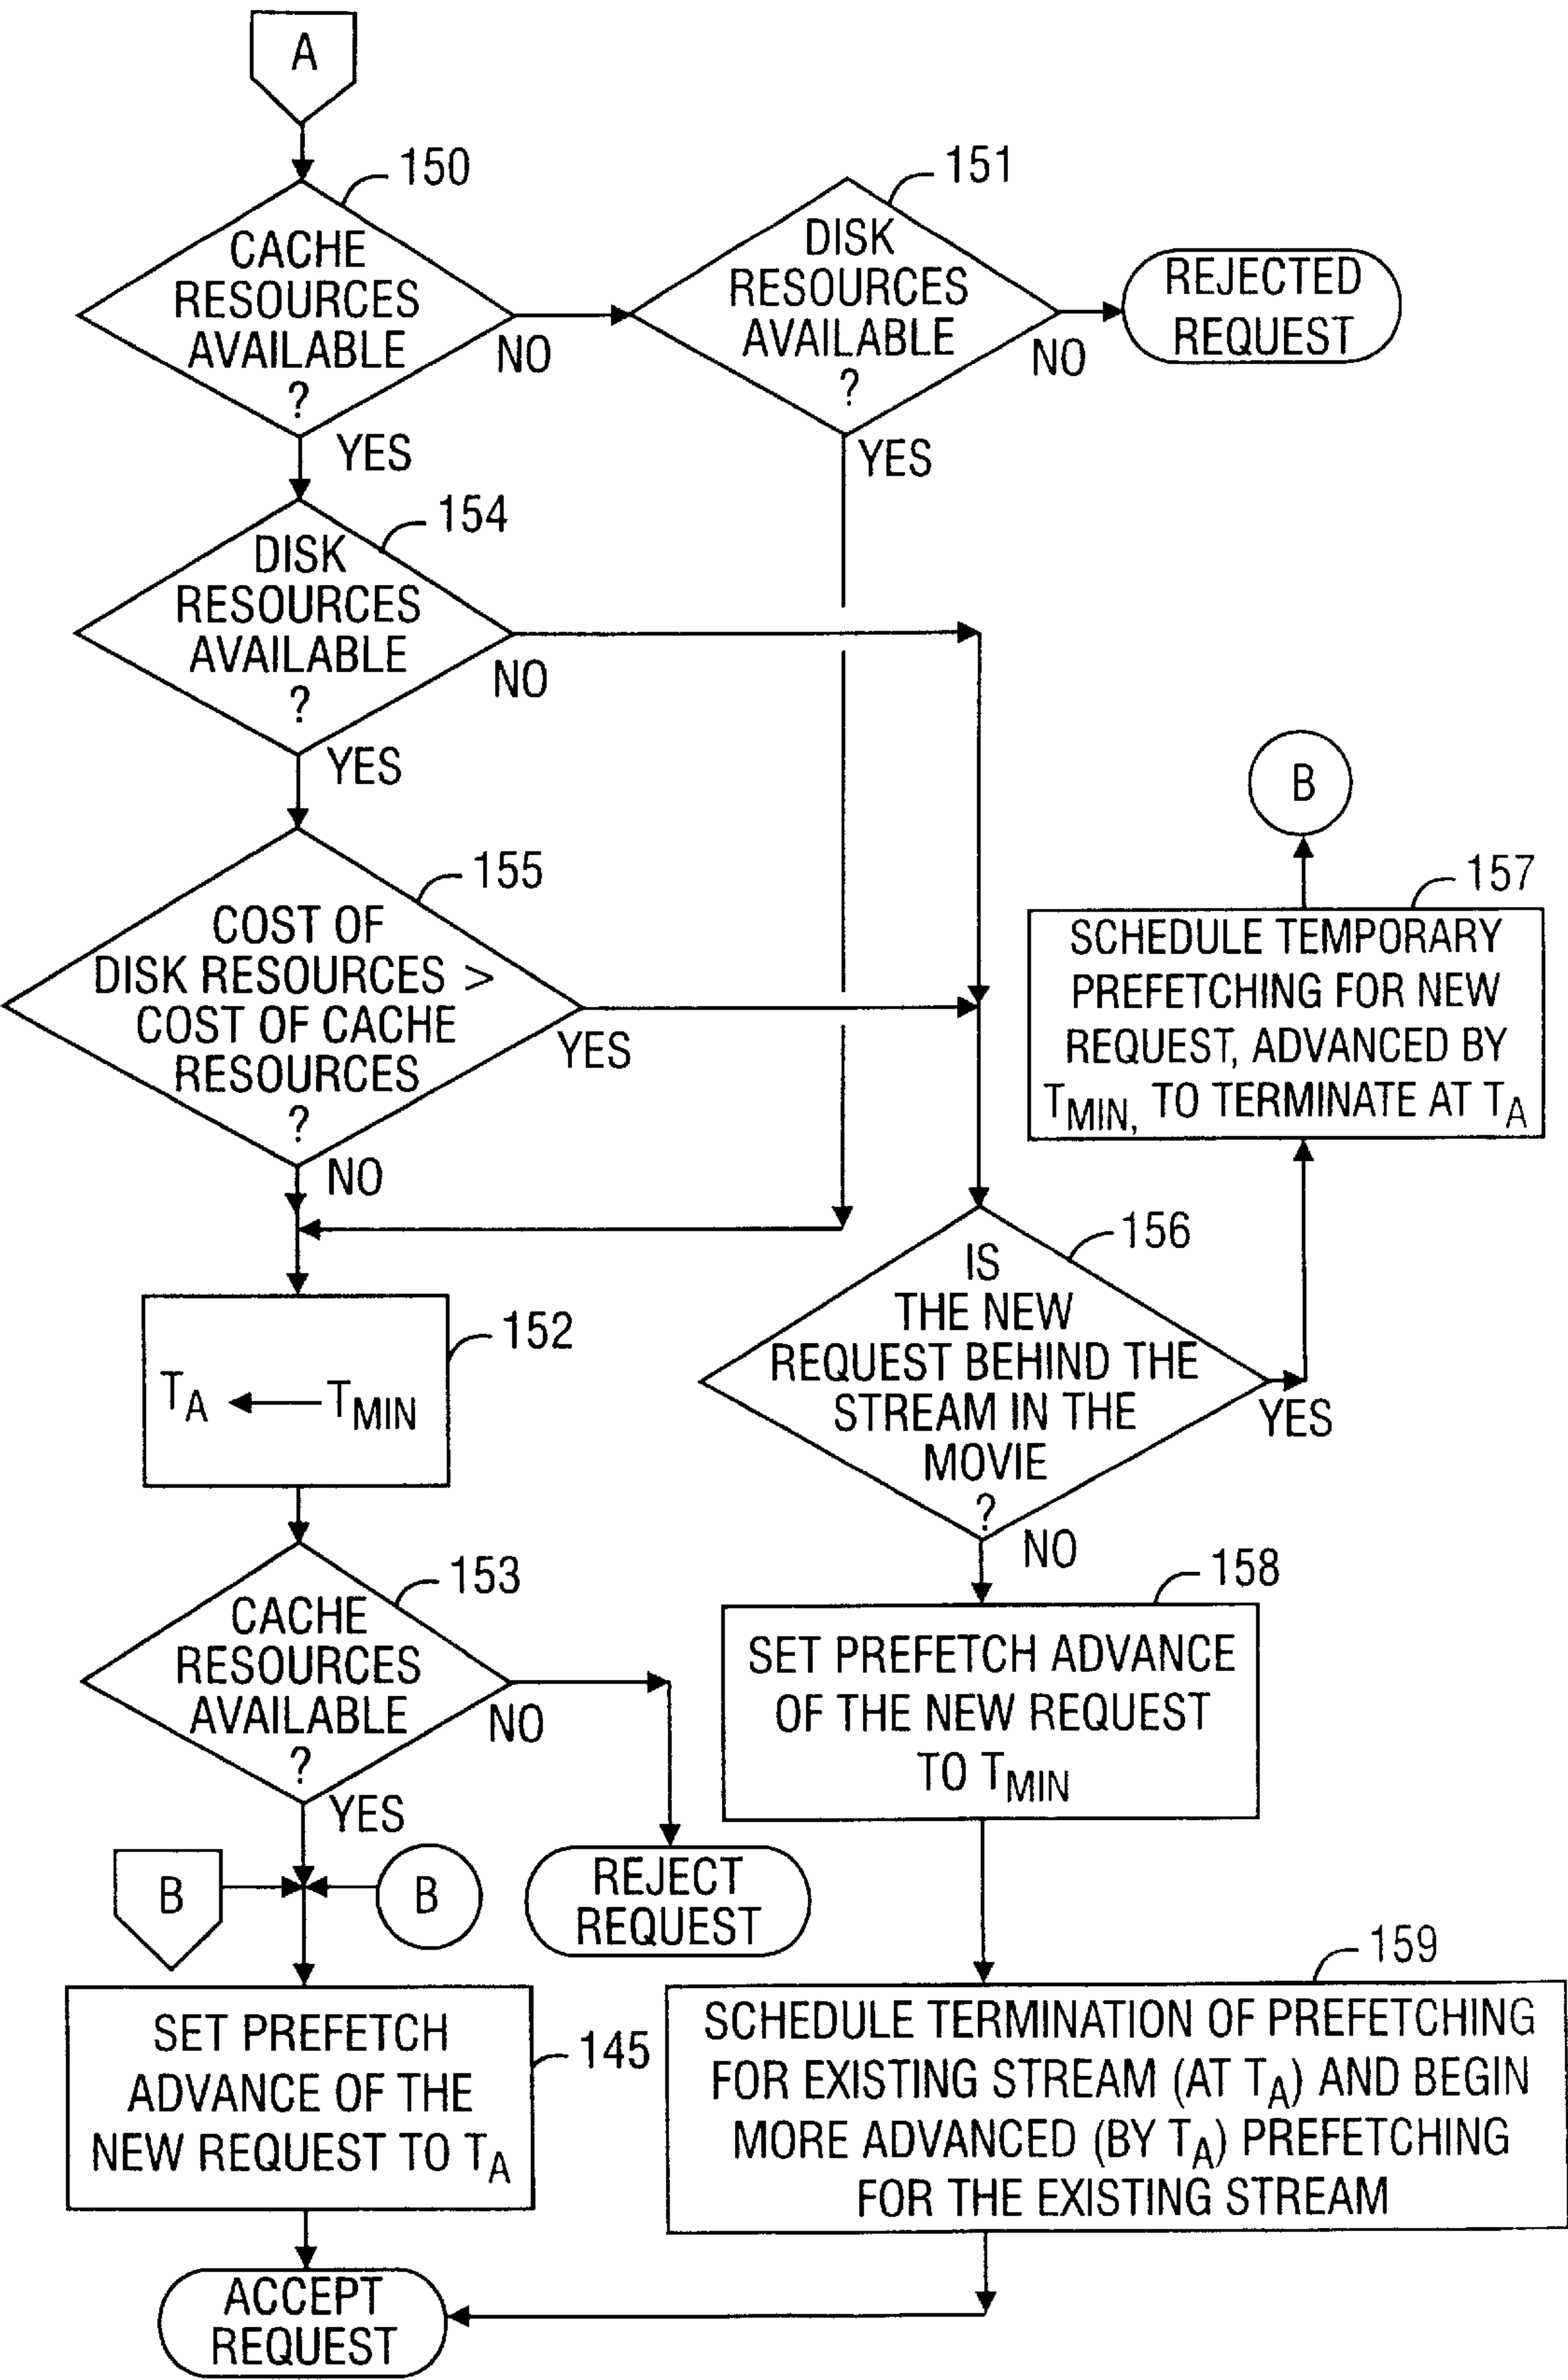 A
150
CACHE
RESOURCES
AVAILABLE
?
NO
YES
151
DISK
RESOURCES
AVAILABLE
?
NO
YES
REJECTED
REQUEST
154
DISK
RESOURCES
AVAILABLE
?
NO
YES
155
COST OF
DISK RESOURCES >
COST OF CACHE
RESOURCES
?
YES
NO
B
157
SCHEDULE TEMPORARY
PREFETCHING FOR NEW
REQUEST, ADVANCED BY
TMIN, TO TERMINATE AT TA
156
IS
THE NEW
REQUEST BEHIND THE
STREAM IN THE
MOVIE
?
YES
NO
152
TA ← TMIN
153
CACHE
RESOURCES
AVAILABLE
?
NO
YES
158
SET PREFETCH ADVANCE
OF THE NEW REQUEST
TO TMIN
B
B
REJECT
REQUEST
145
SET PREFETCH
ADVANCE OF THE
NEW REQUEST TO TA
159
SCHEDULE TERMINATION OF PREFETCHING
FOR EXISTING STREAM (AT TA) AND BEGIN
MORE ADVANCED (BY TA) PREFETCHING
FOR THE EXISTING STREAM
ACCEPT
REQUEST